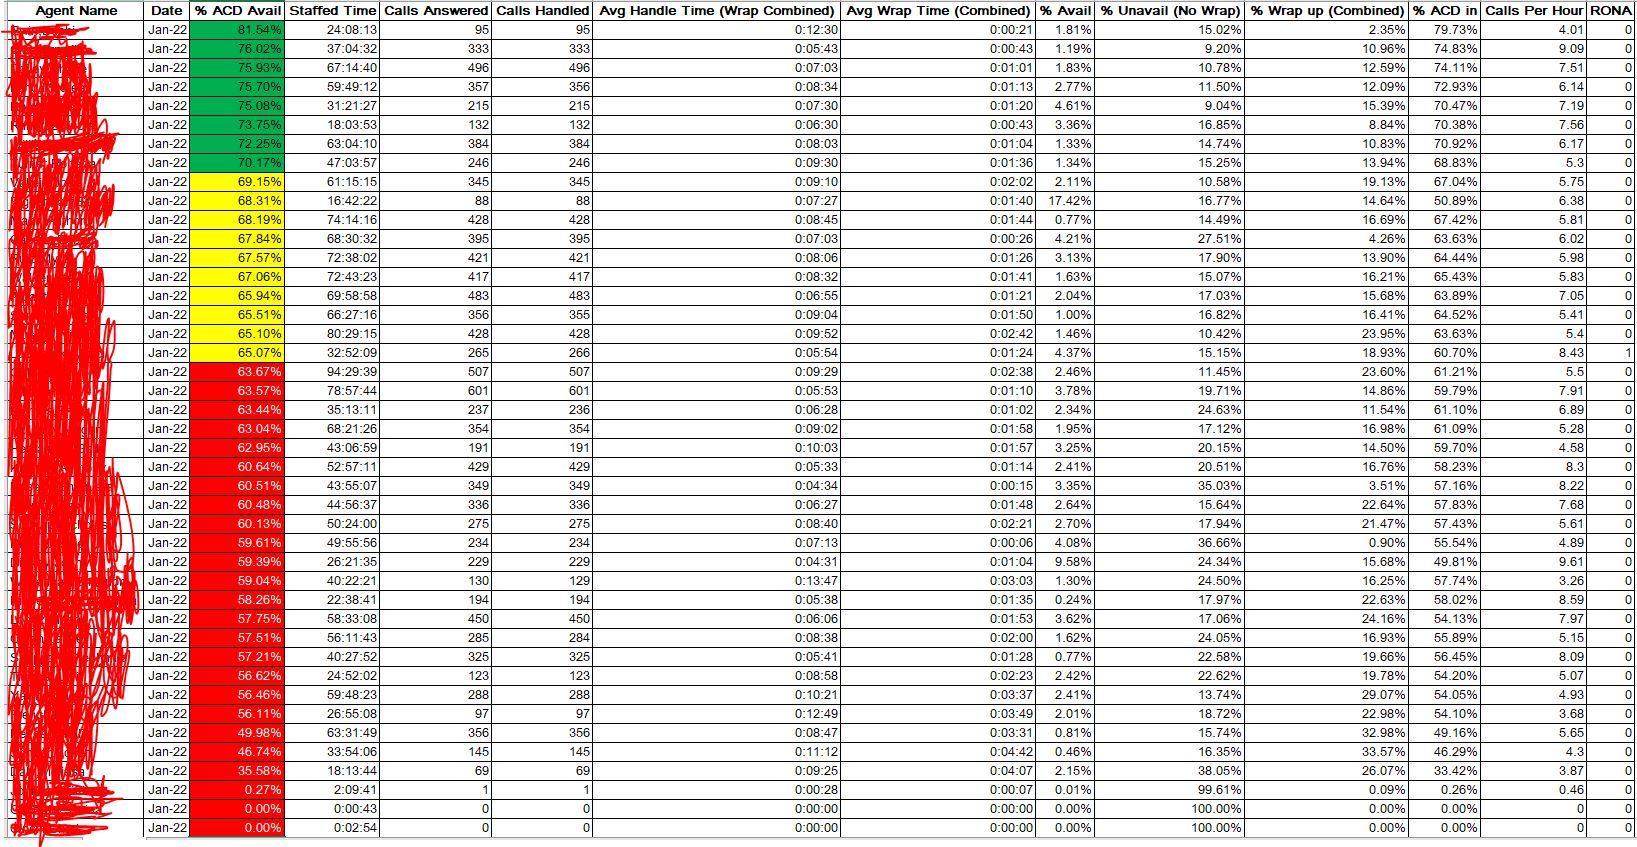 Agent Name Date % ACD Avail Staffed Time Calls Answered Calls Handled Avg Handle Time (Wrap Combined) Avg Wrap Time (Combined) % Avail % Unavail (No Wrap) % Wrap up (Combined) % ACD in Calls Per Hour RONA
Jan-22 81.54% 24:08:13 95 95 0:12:30 0:00:21 1.81% 15.02% 2.35% 79.73% 4.01 0
Jan-22 76.02% 37:04:32 333 333 0:05:43 0:00:43 1.19% 9.20% 10.96% 74.83% 9.09 0
Jan-22 75.93% 67:14:40 496 496 0:07:03 0:01:01 1.83% 10.78% 12.59% 74.11% 7.51 0
Jan-22 75.70% 59:49:12 357 356 0:08:34 0:01:13 2.77% 11.50% 12.09% 72.93% 6.14 0
Jan-22 75.08% 31:21:27 215 215 0:07:30 0:01:20 4.61% 9.04% 15.39% 70.47% 7.19 0
Jan-22 73.75% 18:03:53 132 132 0:06:30 0:00:43 3.36% 16.85% 8.84% 70.38% 7.56 0
Jan-22 72.25% 63:04:10 384 384 0:08:03 0:01:04 1.33% 14.74% 10.83% 70.92% 6.17 0
Jan-22 70.17% 47:03:57 246 246 0:09:30 0:01:36 1.34% 15.25% 13.94% 68.83% 5.3 0
Jan-22 69.15% 61:15:15 345 345 0:09:10 0:02:02 2.11% 10.58% 19.13% 67.04% 5.75 0
Jan-22 68.31% 16:42:22 88 88 0:07:27 0:01:40 17.42% 16.77% 14.64% 50.89% 6.38 0
Jan-22 68.19% 74:14:16 428 428 0:08:45 0:01:44 0.77% 14.49% 16.69% 67.42% 5.81 0
Jan-22 67.84% 68:30:32 395 395 0:07:03 0:00:26 4.21% 27.51% 4.26% 63.63% 6.02 0
Jan-22 67.57% 72:38:02 421 421 0:08:06 0:01:26 3.13% 17.90% 13.90% 64.44% 5.98 0
Jan-22 67.06% 72:43:23 417 417 0:08:32 0:01:41 1.63% 15.07% 16.21% 65.43% 5.83 0
Jan-22 65.94% 69:58:58 483 483 0:06:55 0:01:21 2.04% 17.03% 15.68% 63.89% 7.05 0
Jan-22 65.51% 66:27:16 356 355 0:09:04 0:01:50 1.00% 16.82% 16.41% 64.52% 5.41 0
Jan-22 65.10% 80:29:15 428 428 0:09:52 0:02:42 1.46% 10.42% 23.95% 63.63% 5.4 0
Jan-22 65.07% 32:52:09 265 266 0:05:54 0:01:24 4.37% 15.15% 18.93% 60.70% 8.43 1
Jan-22 63.67% 94:29:39 507 507 0:09:29 0:02:38 2.46% 11.45% 23.60% 61.21% 5.5 0
Jan-22 63.57% 78:57:44 601 601 0:05:53 0:01:10 3.78% 19.71% 14.86% 59.79% 7.91 0
Jan-22 63.44% 35:13:11 237 236 0:06:28 0:01:02 2.34% 24.63% 11.54% 61.10% 6.89 0
Jan-22 63.04% 68:21:26 354 354 0:09:02 0:01:58 1.95% 17.12% 16.98% 61.09% 5.28 0
Jan-22 62.95% 43:06:59 191 191 0:10:03 0:01:57 3.25% 20.15% 14.50% 59.70% 4.58 0
Jan-22 60.64% 52:57:11 429 429 0:05:33 0:01:14 2.41% 20.51% 16.76% 58.23% 8.3 0
Jan-22 60.51% 43:55:07 349 349 0:04:34 0:00:15 3.35% 35.03% 3.51% 57.16% 8.22 0
Jan-22 60.48% 44:56:37 336 336 0:06:27 0:01:48 2.64% 15.64% 22.64% 57.83% 7.68 0
Jan-22 60.13% 50:24:00 275 275 0:08:40 0:02:21 2.70% 17.94% 21.47% 57.43% 5.61 0
Jan-22 59.61% 49:55:56 234 234 0:07:13 0:00:06 4.08% 36.66% 0.90% 55.54% 4.89 0
Jan-22 59.39% 26:21:35 229 229 0:04:31 0:01:04 9.58% 24.34% 15.68% 49.81% 9.61 0
Jan-22 59.04% 40:22:21 130 129 0:13:47 0:03:03 1.30% 24.50% 16.25% 57.74% 3.26 0
Jan-22 58.26% 22:38:41 194 194 0:05:38 0:01:35 0.24% 17.97% 22.63% 58.02% 8.59 0
Jan-22 57.75% 58:33:08 450 450 0:06:06 0:01:53 3.62% 17.06% 24.16% 54.13% 7.97 0
Jan-22 57.51% 56:11:43 285 284 0:08:38 0:02:00 1.62% 24.05% 16.93% 55.89% 5.15 0
Jan-22 57.21% 40:27:52 325 325 0:05:41 0:01:28 0.77% 22.58% 19.66% 56.45% 8.09 0
Jan-22 56.62% 24:52:02 123 123 0:08:58 0:02:23 2.42% 22.62% 19.78% 54.20% 5.07 0
Jan-22 56.46% 59:48:23 288 288 0:10:21 0:03:37 2.41% 13.74% 29.07% 54.05% 4.93 0
Jan-22 56.11% 26:55:08 97 97 0:12:49 0:03:49 2.01% 18.72% 22.98% 54.10% 3.68 0
Jan-22 49.98% 63:31:49 356 356 0:08:47 0:03:31 0.81% 15.74% 32.98% 49.16% 5.65 0
Jan-22 46.74% 33:54:06 145 145 0:11:12 0:04:42 0.46% 16.35% 33.57% 46.29% 4.3 0
Jan-22 35.58% 18:13:44 69 69 0:09:25 0:04:07 2.15% 38.05% 26.07% 33.42% 3.87 0
Jan-22 0.27% 2:09:41 1 1 0:00:28 0:00:07 0.01% 99.61% 0.09% 0.26% 0.46 0
Jan-22 0.00% 0:00:43 0 0 0:00:00 0:00:00 0.00% 100.00% 0.00% 0.00% 0 0
Jan-22 0.00% 0:02:54 0 0 0:00:00 0:00:00 0.00% 100.00% 0.00% 0.00% 0 0